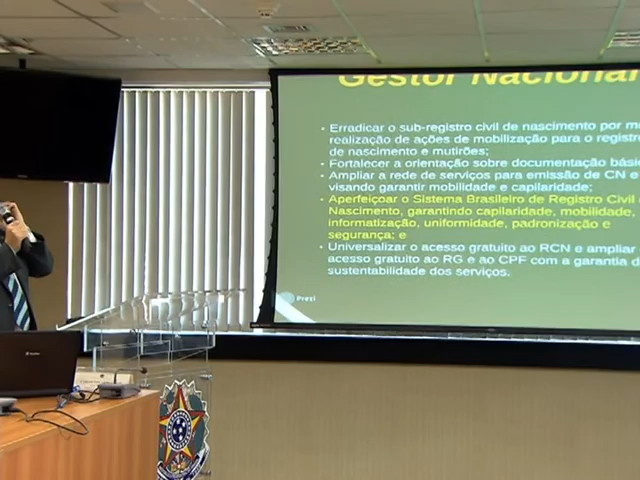 Gestor Nacional
- Erradicar o sub-registro civil de nascimento por
realização de ações de mobilização para o registro
de nascimento e mutirões;
- Fortalecer a orientação sobre documentação
- Ampliar a rede de serviços para emissão de CN e
visando garantir mobilidade e capilaridade;
- Aperfeiçoar o Sistema Brasileiro de Registro Civil
Nascimento, garantindo capilaridade, mobilidade,
informatização, uniformidade, padronização e
segurança; e
- Universalizar o acesso gratuito ao RCN e ampliar
acesso gratuito ao RG e ao CPF com a garantia
sustentabilidade dos serviços.
Prezi